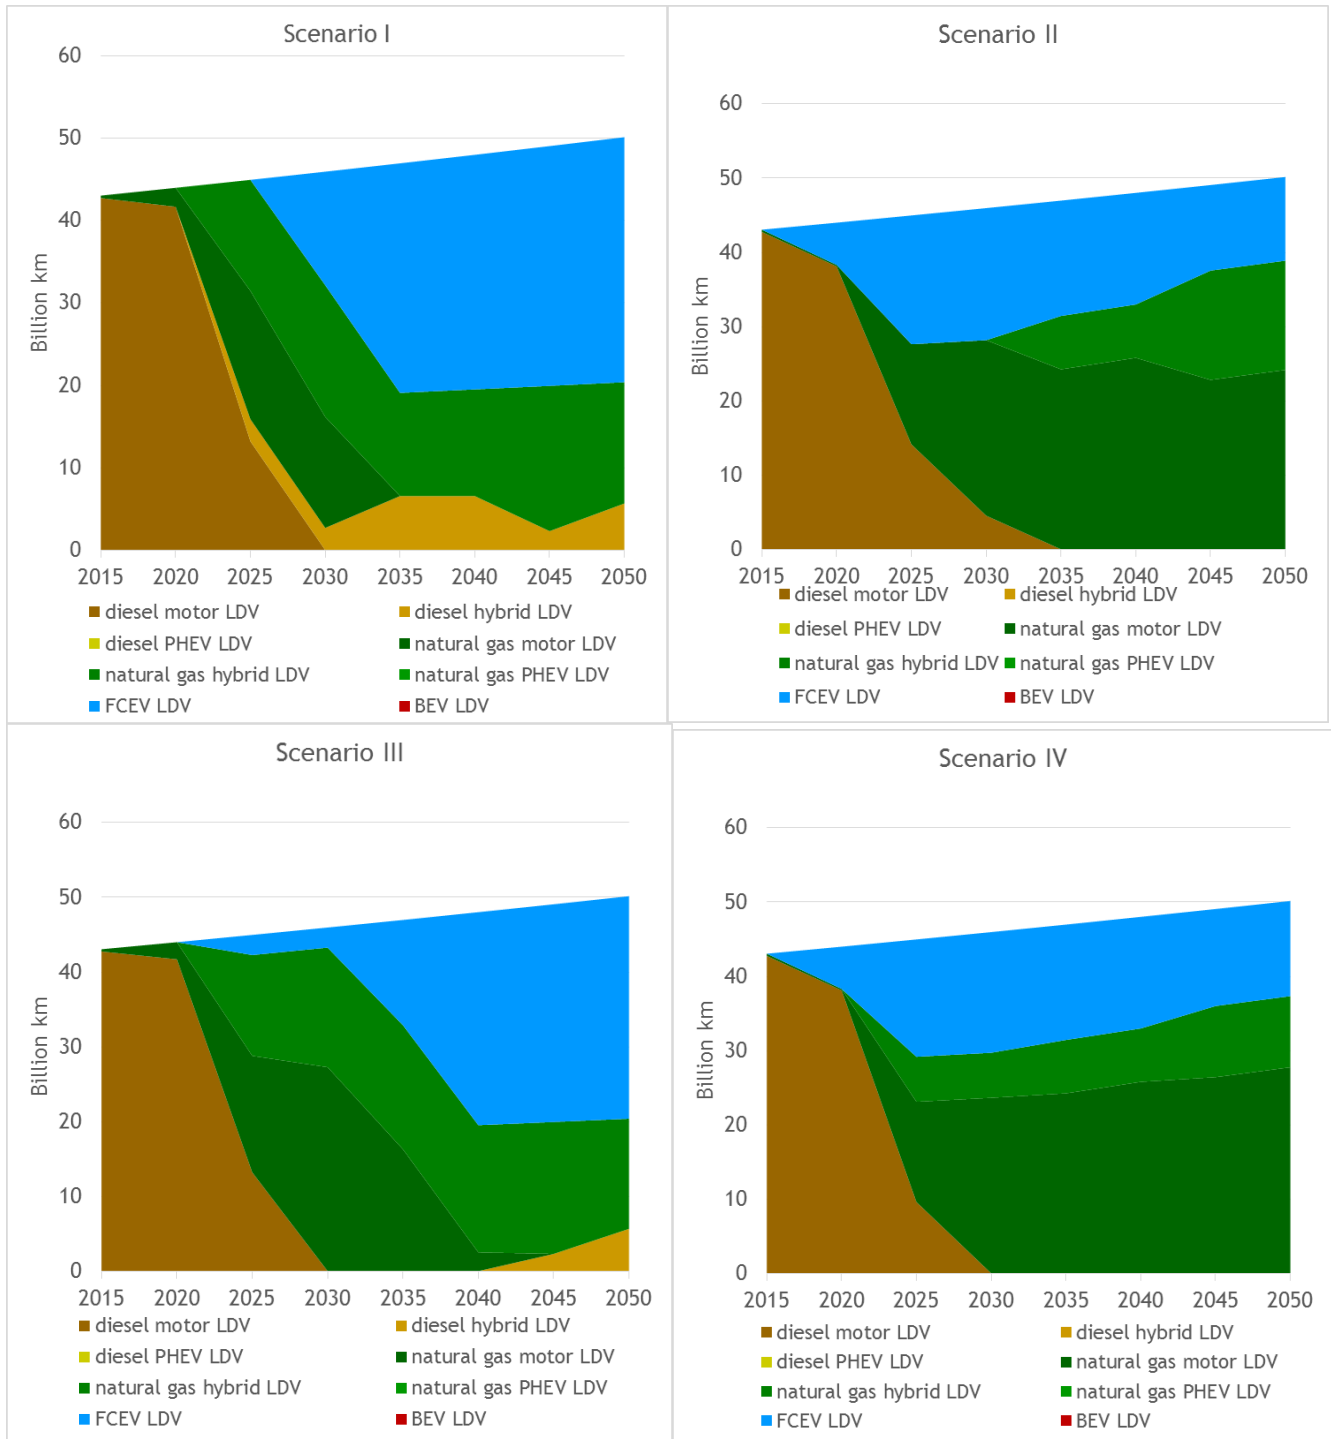 Scenario I
60
50
40
30
20
10
0
Billion km
2015 2020 2025 2030 2035 2040 2045 2050
diesel motor LDV diesel hybrid LDV
diesel PHEV LDV natural gas motor LDV
natural gas hybrid LDV natural gas PHEV LDV
FCEV LDV BEV LDV
Scenario II
60
50
40
30
20
10
0
Billion km
2015 2020 2025 2030 2035 2040 2045 2050
diesel motor LDV diesel hybrid LDV
diesel PHEV LDV natural gas motor LDV
natural gas hybrid LDV natural gas PHEV LDV
FCEV LDV BEV LDV
Scenario III
60
50
40
30
20
10
0
Billion km
2015 2020 2025 2030 2035 2040 2045 2050
diesel motor LDV diesel hybrid LDV
diesel PHEV LDV natural gas motor LDV
natural gas hybrid LDV natural gas PHEV LDV
FCEV LDV BEV LDV
Scenario IV
60
50
40
30
20
10
0
Billion km
2015 2020 2025 2030 2035 2040 2045 2050
diesel motor LDV diesel hybrid LDV
diesel PHEV LDV natural gas motor LDV
natural gas hybrid LDV natural gas PHEV LDV
FCEV LDV BEV LDV